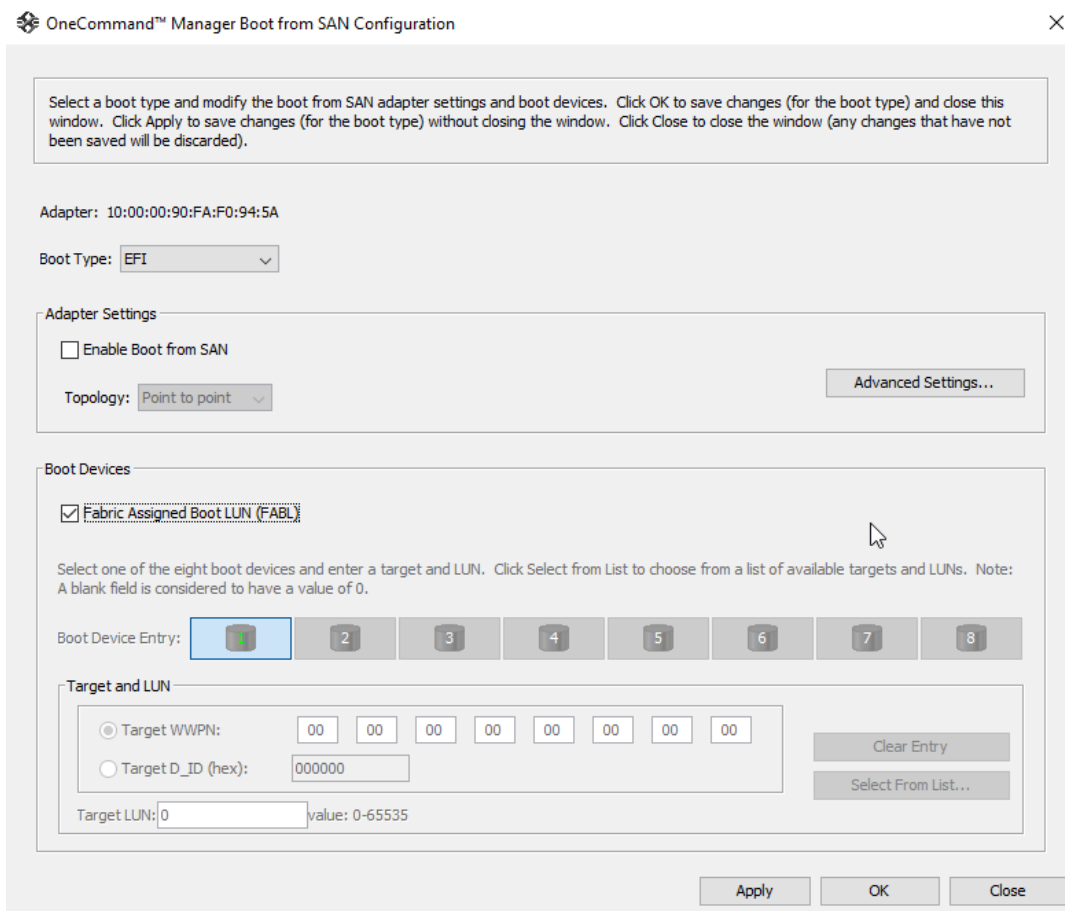 OneCommand™ Manager Boot from SAN Configuration
Select a boot type and modify the boot from SAN adapter settings and boot devices. Click OK to save changes (for the boot type) and close this
window. Click Apply to save changes (for the boot type) without closing the window. Click Close to close the window (any changes that have not
been saved will be discarded).
Adapter: 10:00:00:90:FA:F0:94:5A
Boot Type: EFI
Adapter Settings
Enable Boot from SAN
Advanced Settings...
Topology: Point to point
Boot Devices
Fabric Assigned Boot LUN (FABL)
Select one of the eight boot devices and enter a target and LUN. Click Select from List to choose from a list of available targets and LUNs. Note:
A blank field is considered to have a value of 0.
Boot Device Entry: 1 2 3 4 5 6 7 8
Target and LUN
Target WWPN: 00 00 00 00 00 00 00 00
Clear Entry
Target D_ID (hex): 000000
Select From List...
Target LUN: 0 value: 0-65535
Apply OK Close